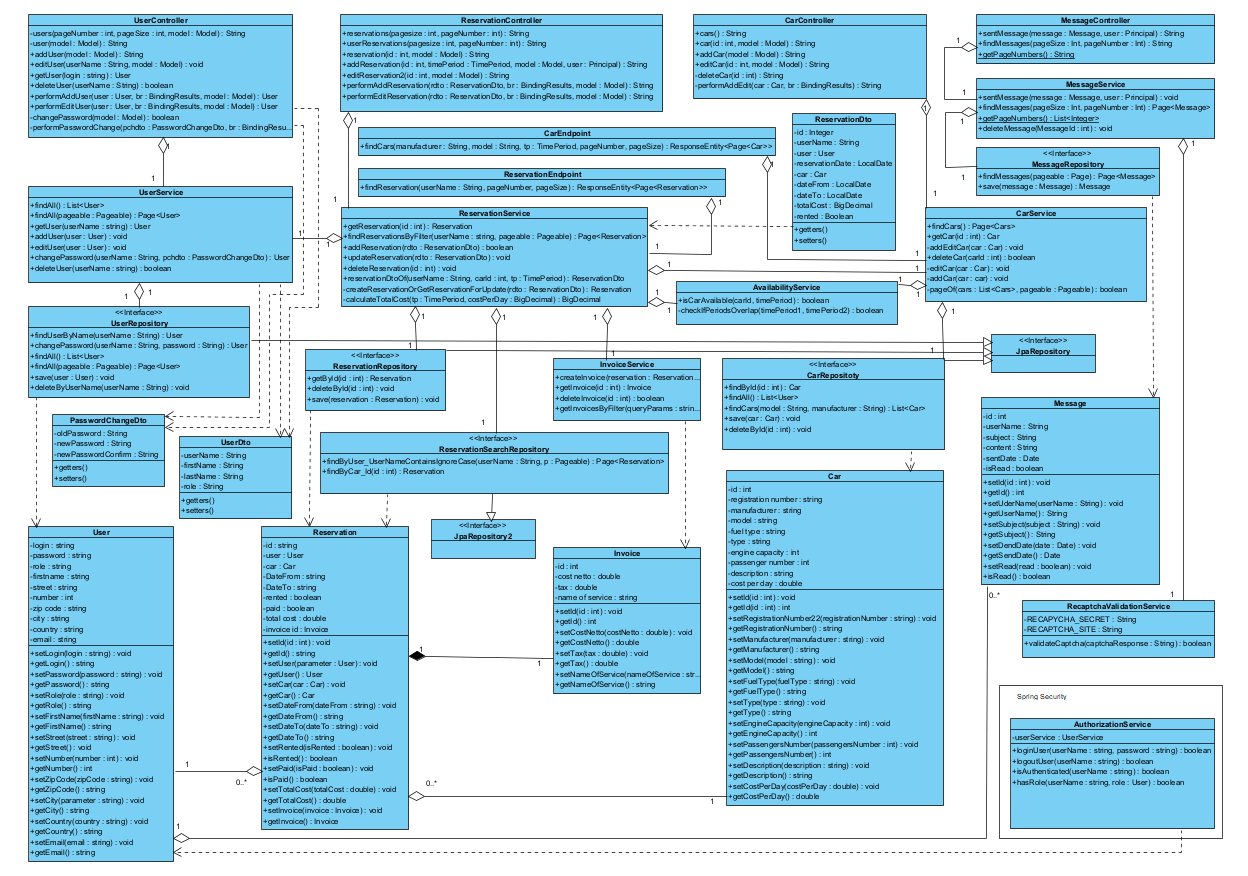 UserController
-users(pageNumber : int, pageSize : int, model : Model) : String
-user(model : Model) : String
+addUser(model : Model) : String
+editUser(userName : String, model : Model) : void
+getUser(login : string) : User
+deleteUser(userName : String) : boolean
+performAddUser(user : User, br : BindingResults, model : Model) : User
+performEditUser(user : User, br : BindingResults, model : Model) : User
-changePassword(model : Model) : boolean
-performPasswordChange(pchdto : PasswordChangeDto, br : BindingResu...
ReservationController
+reservations(pagesize : int, pageNumber : int) : String
+userReservations(pagesize : int, pageNumber : int) : String
+reservation(id : int, model : Model) : String
+addReservation(id : int, timePeriod : TimePeriod, model : Model, user : Principal) : String
+editReservation2(id : int, model : Model) : String
+performAddReservation(rdto : ReservationDto, br : BindingResults, model : Model) : String
+performEditReservation(rdto : ReservationDto, br : BindingResults, model : Model) : String
CarController
+cars() : String
+car(id : int, model : Model) : String
+addCar(model : Model) : String
+editCar(id : int, model : Model) : String
-deleteCar(id : int) : String
-performAddEdit(car : Car, br : BindingResults) : String
MessageController
+sentMessage(message : Message, user : Principal) : String
+findMessages(pageSize : Int, pageNumber : Int) : String
+getPageNumbers() : String
MessageService
+sentMessage(message : Message, user : Principal) : void
+findMessages(pageSize : Int, pageNumber : Int) : Page<Message>
+getPageNumbers() : List<Integer>
+deleteMessage(MessageId : int) : void
<<Interface>>
MessageRepository
+findMessages(pageable : Page) : Page<Message>
+save(message : Message) : Message
CarEndpoint
+findCars(manufacturer : String, model : String, tp : TimePeriod, pageNumber, pageSize) : ResponseEntity<Page<Car>>
ReservationEndpoint
+findReservation(userName : String, pageNumber, pageSize) : ResponseEntity<Page<Reservation>>
ReservationDto
-id : Integer
-userName : String
-user : User
-reservationDate : LocalDate
-car : Car
-dateFrom : LocalDate
-dateTo : LocalDate
-totalCost : BigDecimal
-rented : Boolean
+getters()
+setters()
UserService
+findAll() : List<User>
+findAll(pageable : Pageable) : Page<User>
+getUser(userName : string) : User
+addUser(user : User) : void
+editUser(user : User) : void
+changePassword(userName : String, pchdto : PasswordChangeDto) : User
+deleteUser(userName : string) : boolean
ReservationService
+getReservation(id : int) : Reservation
+findReservationsByFilter(userName : string, pageable : Pageable) : Page<Reservation>
+addReservation(rdto : ReservationDto) : boolean
+updateReservation(rdto : ReservationDto) : void
+deleteReservation(id : int) : void
+reservationDtoOf(userName : String, carId : int, tp : TimePeriod) : ReservationDto
-createReservationOrGetReservationForUpdate(rdto : ReservationDto) : Reservation
-calculateTotalCost(tp : TimePeriod, costPerDay : BigDecimal) : BigDecimal
CarService
+findCars() : Page<Cars>
+getCar(id : int) : Car
-addEditCar(car : Car) : void
+deleteCar(carId : int) : boolean
-editCar(car : Car) : void
+addCar(car : Car) : void
-pageOf(cars : List<Cars>, pageable : Pageable) : boolean
AvailabilityService
+isCarAvailable(carId, timePeriod) : boolean
-checkIfPeriodsOverlap(timePeriod1, timePeriod2) : boolean
<<Interface>>
UserRepository
+findUserByName(userName : String) : User
+changePassword(userName : String, password : String) : User
+findAll() : List<User>
+findAll(pageable : Pageable) : Page<User>
+save(user : User) : void
+deleteByUserName(userName : String) : void
<<Interface>>
ReservationRepository
+getById(id : int) : Reservation
+deleteById(id : int) : void
+save(reservation : Reservation) : void
InvoiceService
+createInvoice(reservation : Reservation...
+getInvoice(id : int) : Invoice
+deleteInvoice(id : int) : boolean
+getInvoicesByFilter(queryParams : strin...
<<Interface>>
CarRepositoty
+findById(id : int) : Car
+findAll() : List<User>
+findCars(model : String, manufacturer : String) : List<Car>
+save(car : Car) : void
+deleteById(id : int) : void
<<Interface>>
JpaRepository
PasswordChangeDto
-oldPassword : String
-newPassword : String
-newPasswordConfirm : String
+getters()
+setters()
UserDto
-userName : String
-firstName : String
-lastName : String
-role : String
+getters()
+setters()
<<Interface>>
ReservationSearchRepository
+findByUser_UserNameContainsIgnoreCase(userName : String, p : Pageable) : Page<Reservation>
+findByCar_Id(id : int) : Reservation
<<Interface>>
JpaRepository2
Message
-id : int
-userName : String
-subject : String
-content : String
-sentDate : Date
-isRead : boolean
+setId(id : int) : void
+getId() : int
+setUderName(userName : String) : void
+getUserName() : String
+setSubject(subject : String) : void
+getSubject() : String
+setDendDate(date : Date) : void
+getSendDate() : Date
+setRead(read : boolean) : void
+isRead() : boolean
User
-login : string
-password : string
-role : string
-firstname : string
-street : string
-number : int
-zip code : string
-city : string
-country : string
-email : string
+setLogin(login : string) : void
+getLogin() : string
+setPassword(password : string) : void
+getPassword() : string
+setRole(role : string) : void
+getRole() : string
+setFirstName(firstName : string) : void
+getFirstName() : string
+setStreet(street : string) : void
+getStreet() : string
+setNumber(number : int) : void
+getNumber() : int
+setZipCode(zipCode : string) : void
+getZipCode() : string
+setCity(parameter : string) : void
+getCity() : string
+setCountry(country : string) : void
+getCountry() : string
+setEmail(email : string) : void
+getEmail() : string
Reservation
-id : string
-user : User
-car : Car
-DateFrom : string
-DateTo : string
-rented : boolean
-paid : boolean
-total cost : double
-invoice id : Invoice
+setId(id : int) : void
+getId() : string
+setUser(parameter : User) : void
+getUser() : User
+setCar(car : Car) : void
+getCar() : Car
+setDateFrom(dateFrom : string) : void
+getDateFrom() : string
+setDateTo(dateTo : string) : void
+getDateTo() : string
+setRented(isRented : boolean) : void
+isRented() : boolean
+setPaid(isPaid : boolean) : void
+isPaid() : boolean
+setTotalCost(totalCost : double) : void
+getTotalCost() : double
+setInvoice(invoice : Invoice) : void
+getInvoice() : Invoice
Invoice
-id : int
-cost netto : double
-tax : double
-name of service : string
+setId(id : int) : void
+getId() : int
+setCostNetto(costNetto : double) : void
+getCostNetto() : double
+setTax(tax : double) : void
+getTax() : double
+setNameOfService(nameOfService : str...
+getNameOfService() : string
Car
-id : int
-registration number : string
-manufacturer : string
-model : string
-fuel type : string
-type : string
-engine capacity : int
-passenger number : int
-description : string
-cost per day : double
+setId(id : int) : void
+getId(id : int) : int
+setRegistrationNumber22(registrationNumber : string) : void
+getRegistrationNumber() : string
+setManufacturer(manufacturer : string) : void
+getManufacturer() : string
+setModel(model : string) : void
+getModel() : string
+setFuelType(fuelType : string) : void
+getFuelType() : string
+setType(type : string) : void
+getType() : string
+setEngineCapacity(engineCapacity : int) : void
+getEngineCapacity() : int
+setPassengersNumber(passengersNumber : int) : void
+getPassengersNumber() : int
+setDescription(description : string) : void
+getDescription() : string
+setCostPerDay(costPerDay : double) : void
+getCostPerDay() : double
RecaptchaValidationService
-RECAPYCHA_SECRET : String
-RECAPTCHA_SITE : String
+validateCaptcha(captchaResponse : String) : boolean
Spring Security
AuthorizationService
-userService : UserService
+loginUser(userName : string, password : string) : boolean
+logoutUser(userName : string) : boolean
+isAuthenticated(userName : string) : boolean
+hasRole(userName : string, role : User) : boolean
1
0..*
0..*
1
1
0..*
1
1